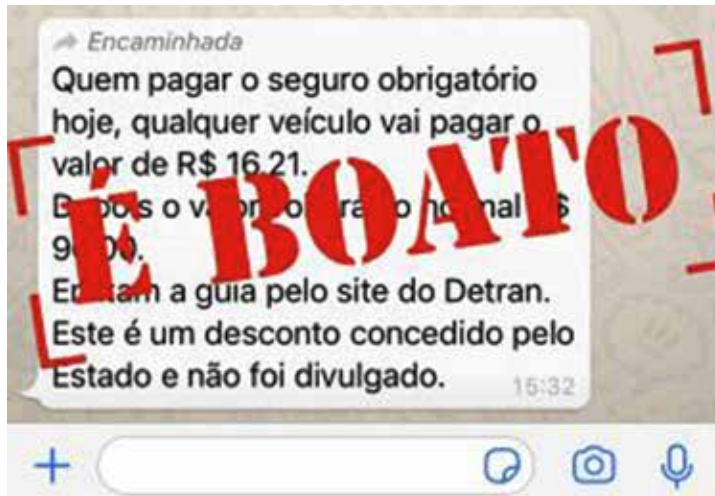 Encaminhada
Quem pagar o seguro obrigatório
hoje, qualquer veículo vai pagar o
valor de R$ 16,21.
o
a guia pelo site do Detran.
Este é um desconto concedido pelo
Estado e não foi divulgado.
15:32
É BOATO